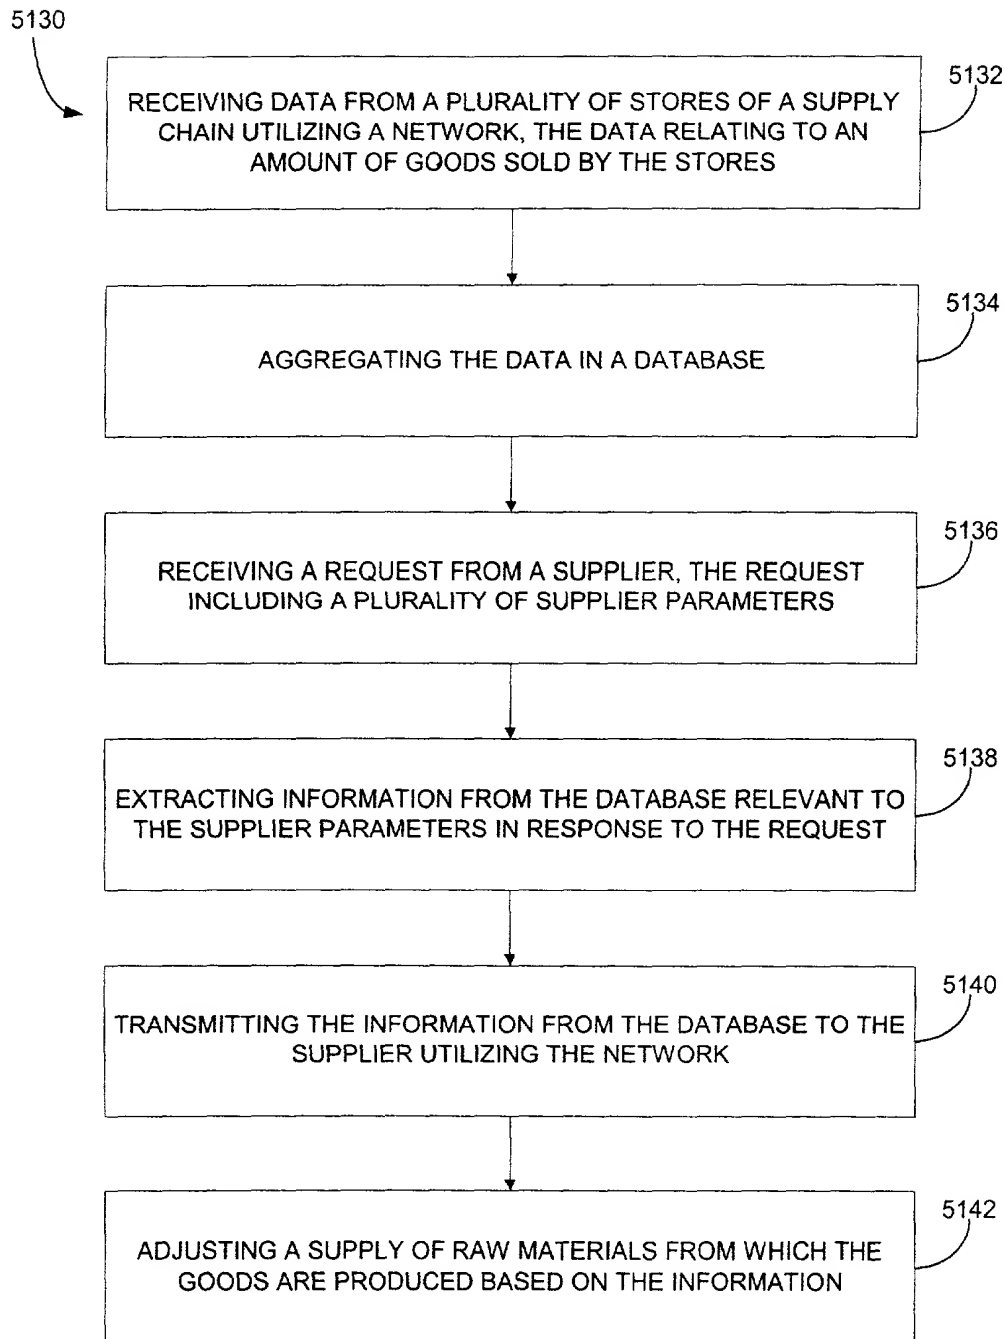 5130
5132
RECEIVING DATA FROM A PLURALITY OF STORES OF A SUPPLY
CHAIN UTILIZING A NETWORK, THE DATA RELATING TO AN
AMOUNT OF GOODS SOLD BY THE STORES
5134
AGGREGATING THE DATA IN A DATABASE
5136
RECEIVING A REQUEST FROM A SUPPLIER, THE REQUEST
INCLUDING A PLURALITY OF SUPPLIER PARAMETERS
5138
EXTRACTING INFORMATION FROM THE DATABASE RELEVANT TO
THE SUPPLIER PARAMETERS IN RESPONSE TO THE REQUEST
5140
TRANSMITTING THE INFORMATION FROM THE DATABASE TO THE
SUPPLIER UTILIZING THE NETWORK
5142
ADJUSTING A SUPPLY OF RAW MATERIALS FROM WHICH THE
GOODS ARE PRODUCED BASED ON THE INFORMATION